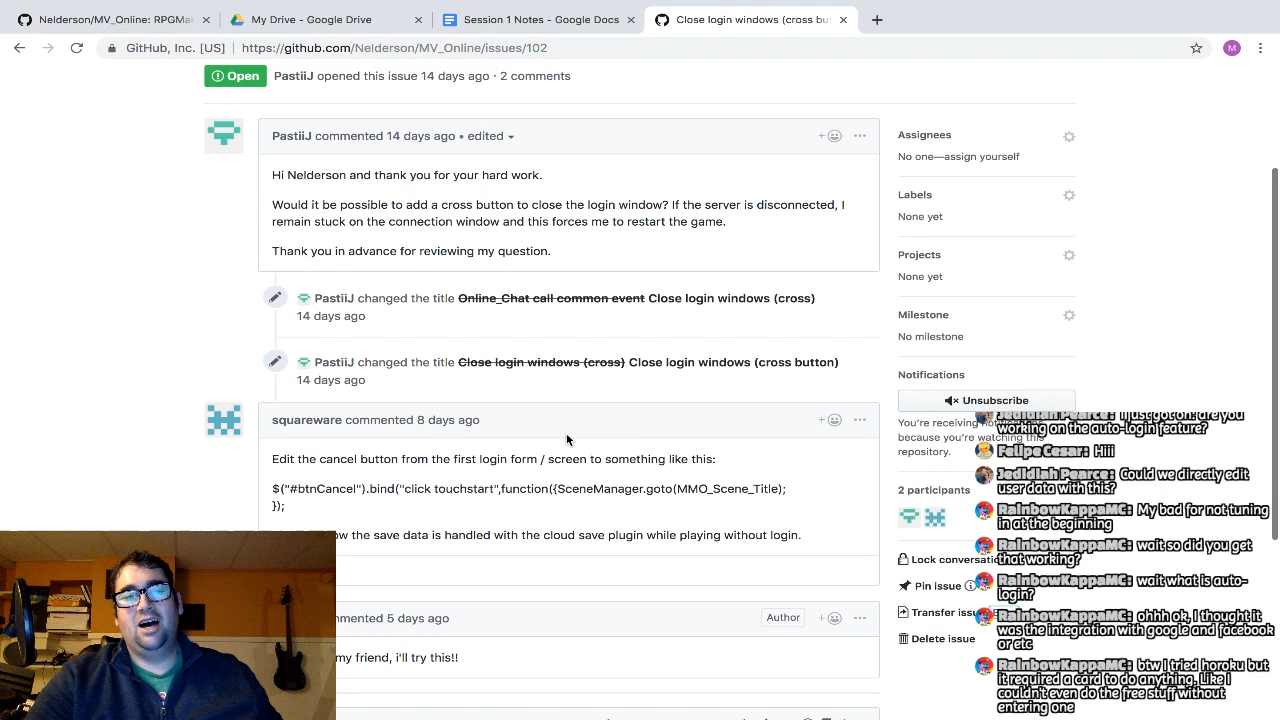 Nelderson/MV_Online: RPGMak
My Drive - Google Drive
Session 1 Notes - Google Docs
Close login windows (cross but
GitHub, Inc. [US]
https://github.com/Nelderson/MV_Online/issues/102
M
Open
PastiiJ opened this issue 14 days ago · 2 comments
PastiiJ commented 14 days ago • edited
Hi Nelderson and thank you for your hard work.
Would it be possible to add a cross button to close the login window? If the server is disconnected, I
remain stuck on the connection window and this forces me to restart the game.
Thank you in advance for reviewing my question.
PastiiJ changed the title Online_Chat call common event Close login windows (cross)
14 days ago
PastiiJ changed the title Close login windows (cross) Close login windows (cross button)
14 days ago
squareware commented 8 days ago
Edit the cancel button from the first login form / screen to something like this:
$("#btnCancel").bind("click touchstart",function({SceneManager.goto(MMO_Scene_Title);
});
the save data is handled with the cloud save plugin while playing without login.
commented 5 days ago
Author
my friend, i'll try this!!
Assignees
No one—assign yourself
Labels
None yet
Projects
None yet
Milestone
No milestone
Notifications
Unsubscribe
You're receiving notifications
because you're watching this
repository.
2 participants
Lock conversation
Pin issue
Transfer issue
Delete issue
Jedidiah Pearce: I just got on, are you
working on the auto-login feature?
Felipe Cesar: Hiii
Jedidiah Pearce: Could we directly edit
user data with this?
RainbowKappaMC: My bad for not tuning
in at the beginning
RainbowKappaMC: wait so did you get
that working?
RainbowKappaMC: wait what is auto-
login?
RainbowKappaMC: ohhh ok, I thought it
was the integration with google and facebook
or etc
RainbowKappaMC: btw I tried horoku but
it required a card to do anything. Like I
couldn't even do the free stuff without
entering one